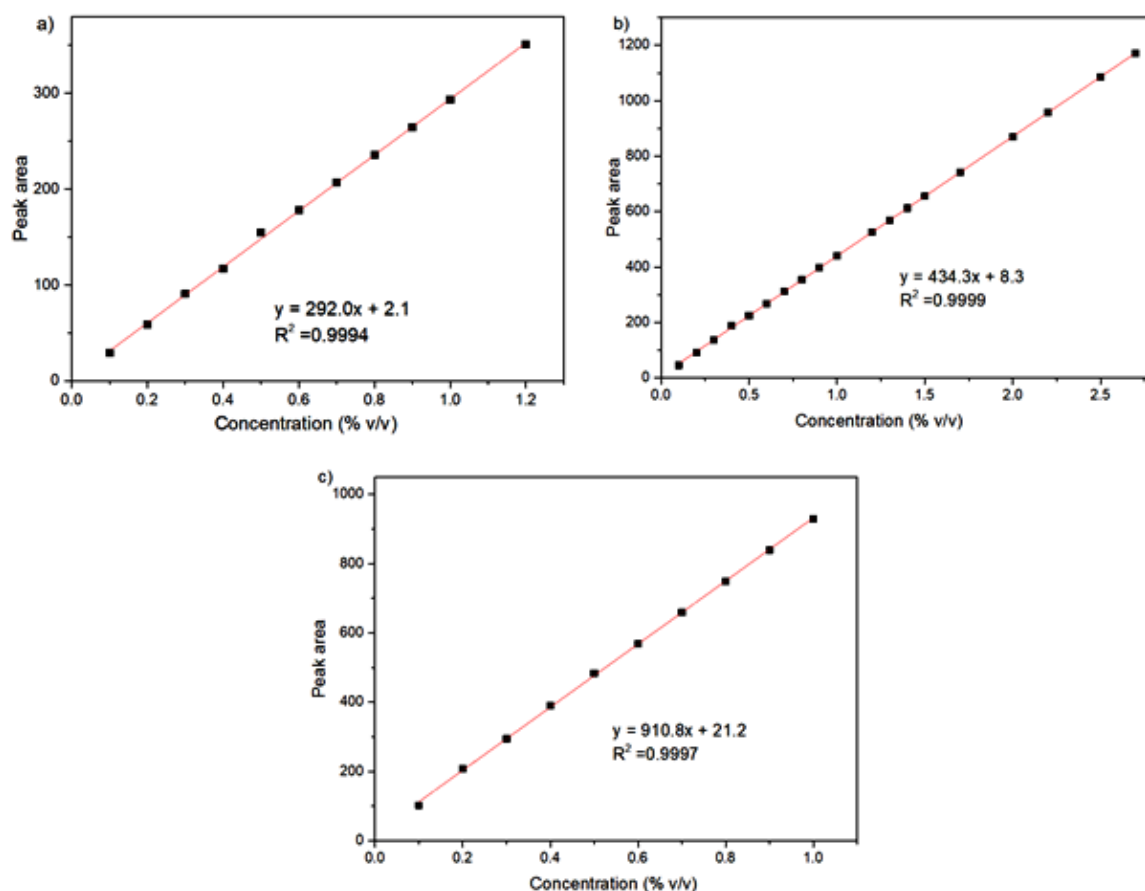 a)
300
200
100
0
0.0 0.2 0.4 0.6 0.8 1.0 1.2
Peak area
Concentration (% v/v)
y = 292.0x + 2.1
R² =0.9994
b)
1200
1000
800
600
400
200
0
0.0 0.5 1.0 1.5 2.0 2.5
Peak area
Concentration (% v/v)
y = 434.3x + 8.3
R² =0.9999
c)
1000
800
600
400
200
0
0.0 0.2 0.4 0.6 0.8 1.0
Peak area
Concentration (% v/v)
y = 910.8x + 21.2
R² =0.9997